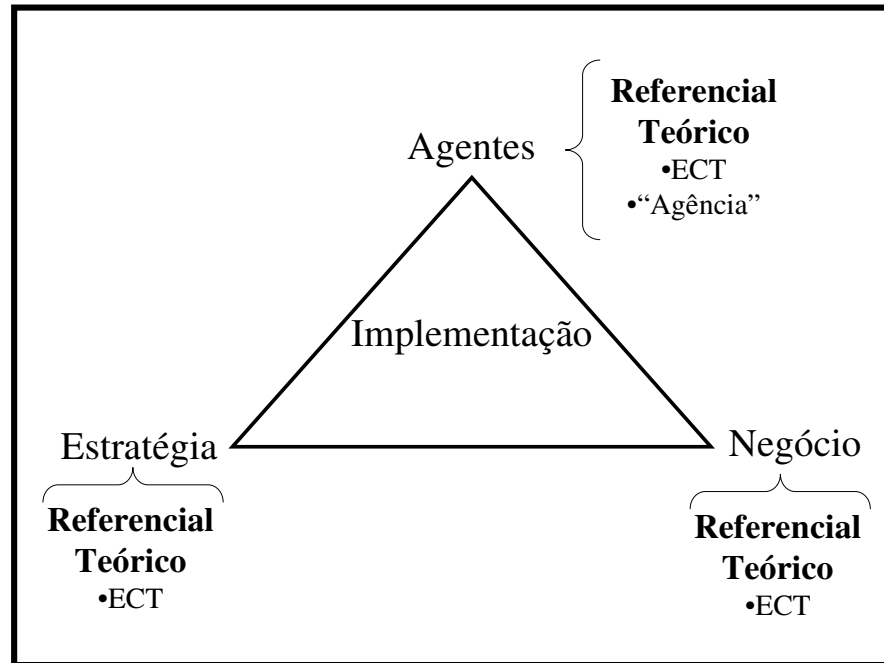 Referencial
Teórico
•ECT
•“Agência”
Agentes
Implementação
Estratégia
Negócio
Referencial
Teórico
•ECT
Referencial
Teórico
•ECT